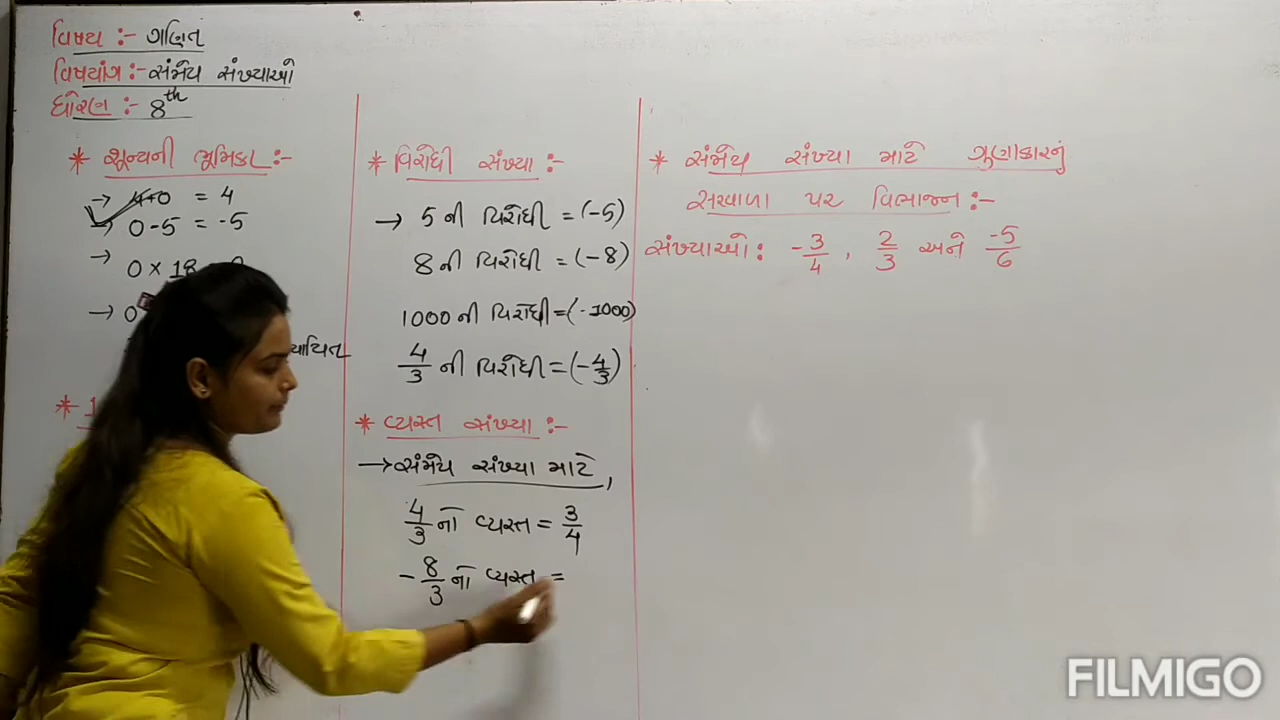 વિષય :- ગણિત
વિષયાંગ :- સંમેય સંખ્યાઓ
ધોરણ :- 8th
* શૂન્યની ભૂમિકા :-
→ 4+0 = 4
→ 0-5 = -5
→ 0 × 18
→ 0
* 1
* વિરોધી સંખ્યા :-
→ 5 ની વિરોધી = (-5)
8 ની વિરોધી = (-8)
1000 ની વિરોધી = (-1000)
4/3 ની વિરોધી = (-4/3)
* વ્યસ્ત સંખ્યા :-
→ સંમેય સંખ્યા માટે,
4/3 નો વ્યસ્ત = 3/4
-8/3 નો વ્યસ્ત =
* સંમેય સંખ્યા માટે ગુણાકારનું
સરવાળા પર વિભાજન :-
સંખ્યાઓ : -3/4 , 2/3 અને -5/6
FILMIGO